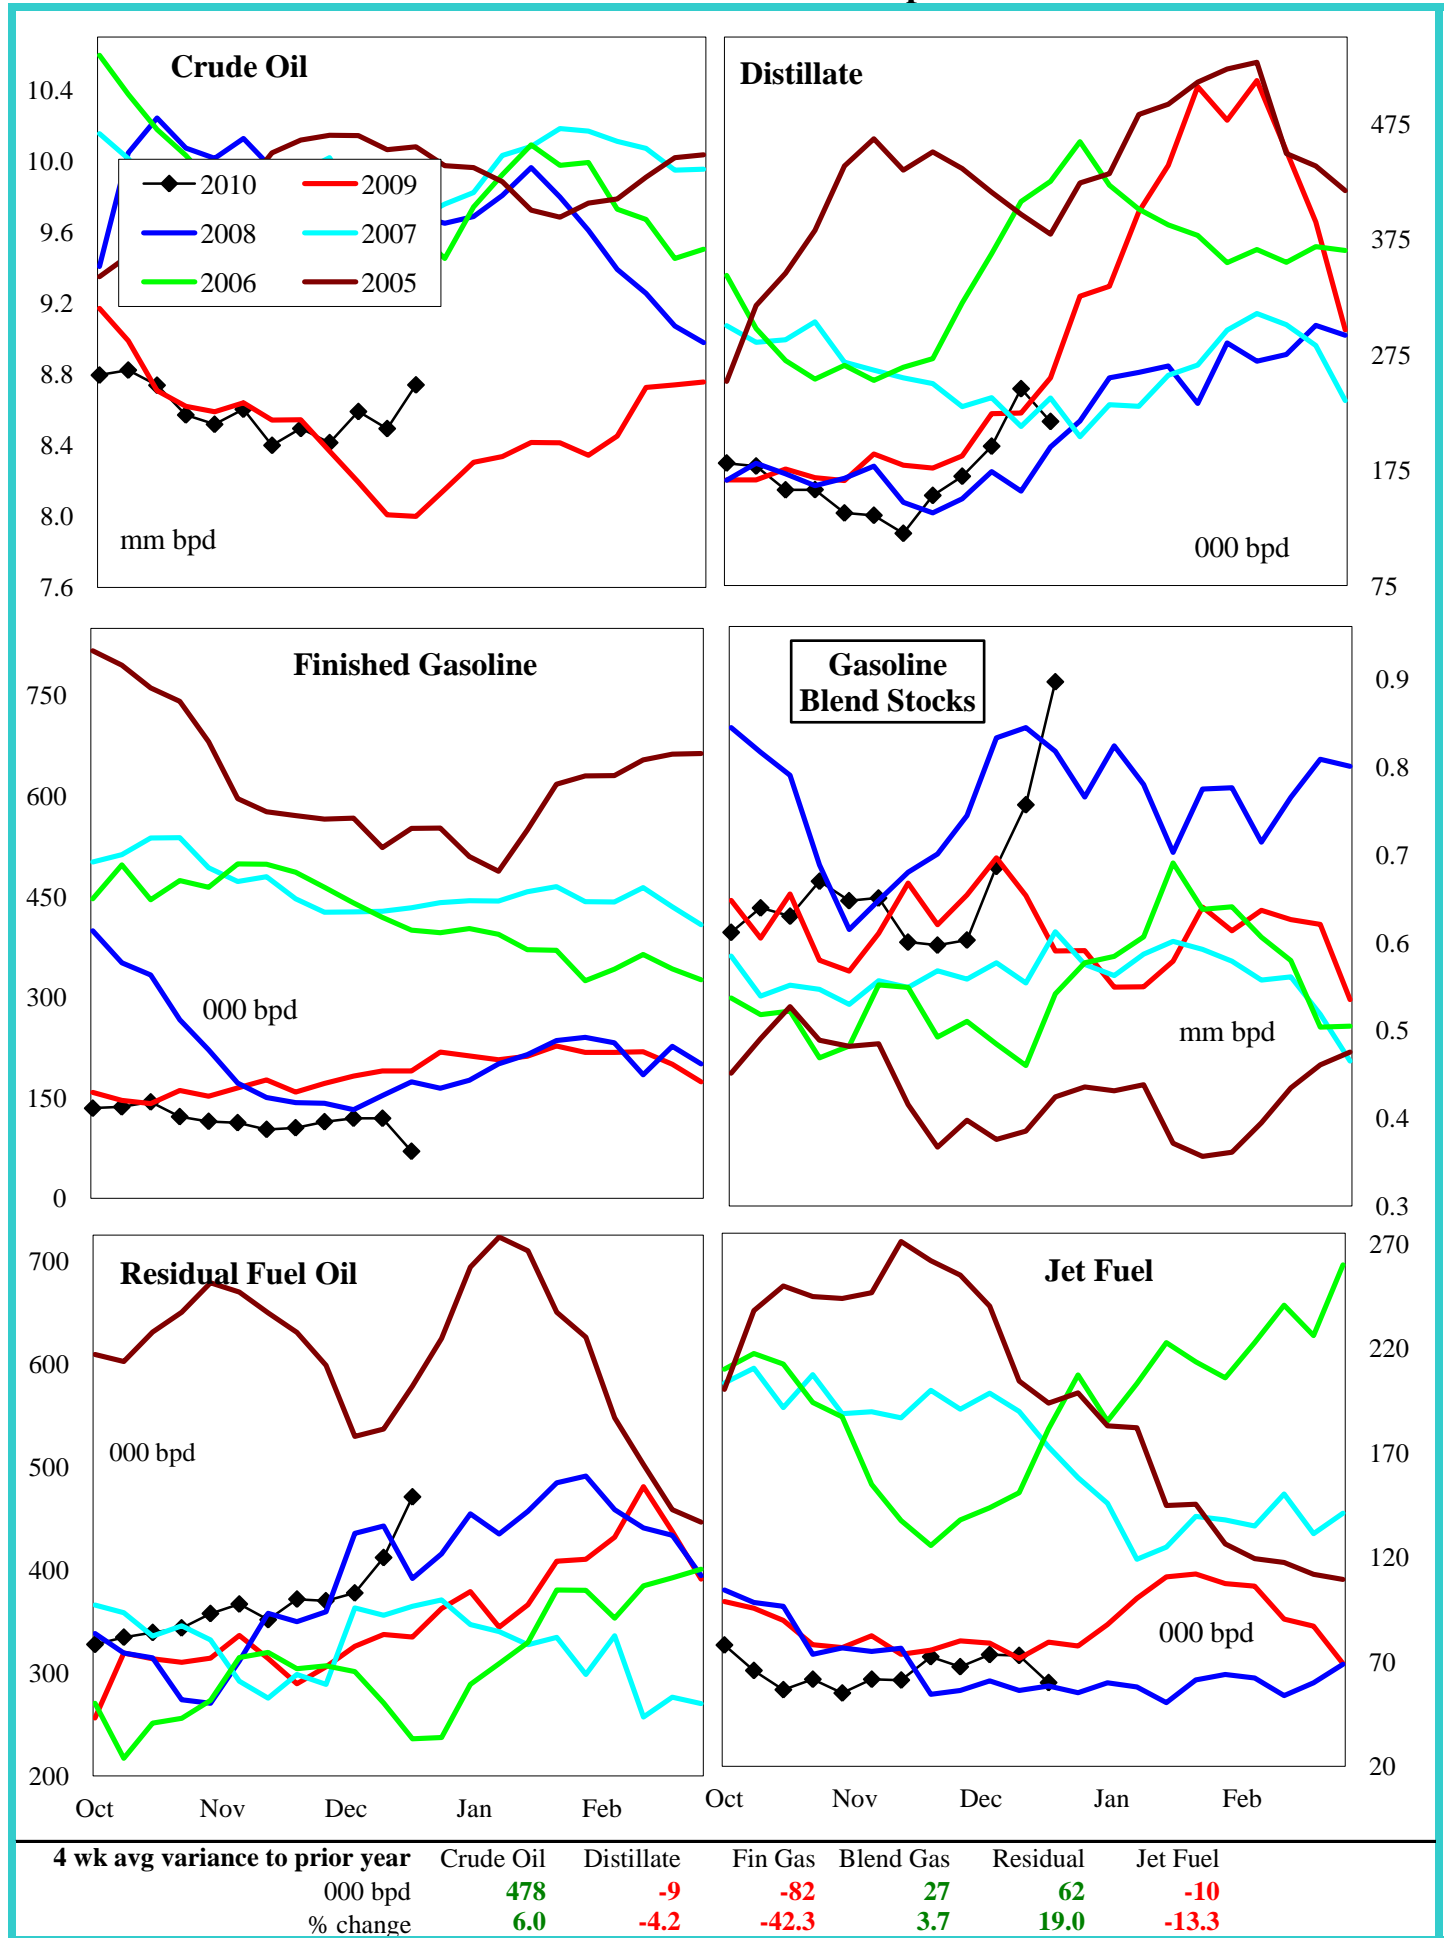 Crude Oil
10.4
10.0
9.6
9.2
8.8
8.4
8.0
7.6
2010 2009
2008 2007
2006 2005
mm bpd
Distillate
475
375
275
175
75
000 bpd
Finished Gasoline
750
600
450
300
150
0
000 bpd
Gasoline
Blend Stocks
0.9
0.8
0.7
0.6
0.5
0.4
0.3
mm bpd
Residual Fuel Oil
700
600
500
400
300
200
000 bpd
Oct Nov Dec Jan Feb
Jet Fuel
270
220
170
120
70
20
000 bpd
Oct Nov Dec Jan Feb
4 wk avg variance to prior year Crude Oil Distillate Fin Gas Blend Gas Residual Jet Fuel
000 bpd 478 -9 -82 27 62 -10
% change 6.0 -4.2 -42.3 3.7 19.0 -13.3